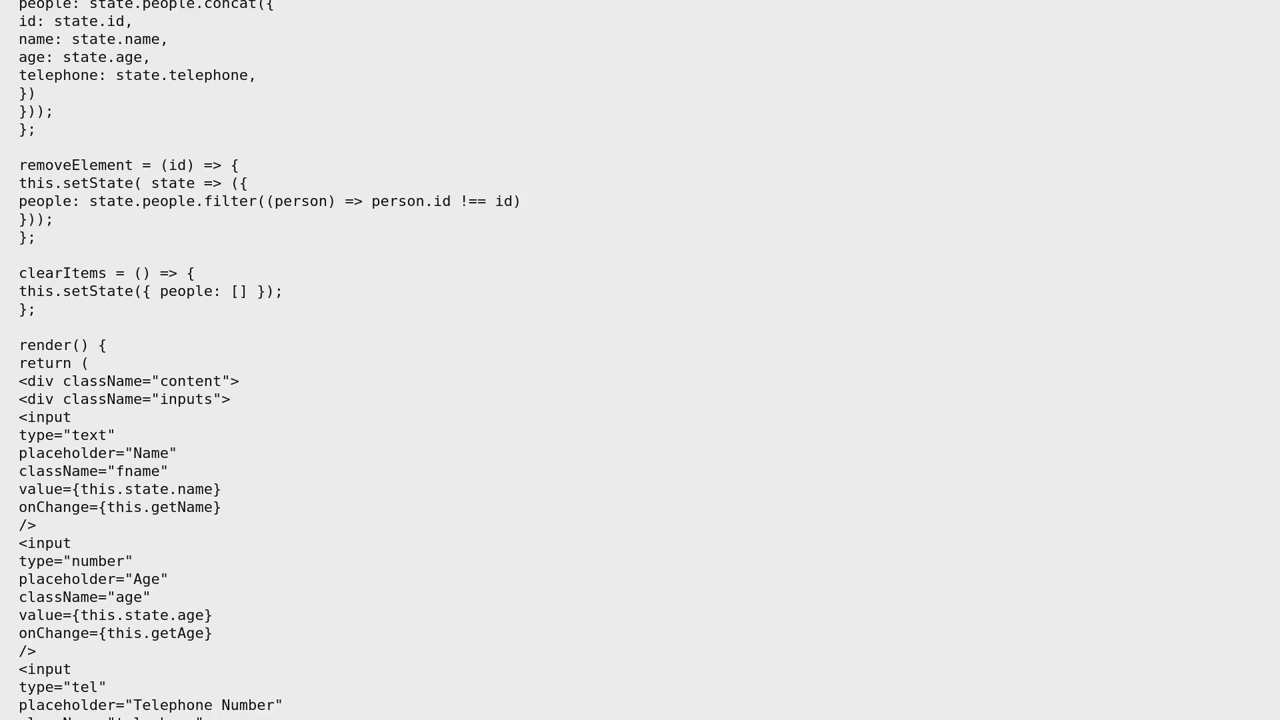 people: state.people.concat({
id: state.id,
name: state.name,
age: state.age,
telephone: state.telephone,
})
}));
};

removeElement = (id) => {
this.setState( state => ({
people: state.people.filter((person) => person.id !== id)
}));
};

clearItems = () => {
this.setState({ people: [] });
};

render() {
return (
<div className="content">
<div className="inputs">
<input
type="text"
placeholder="Name"
className="fname"
value={this.state.name}
onChange={this.getName}
/>
<input
type="number"
placeholder="Age"
className="age"
value={this.state.age}
onChange={this.getAge}
/>
<input
type="tel"
placeholder="Telephone Number"